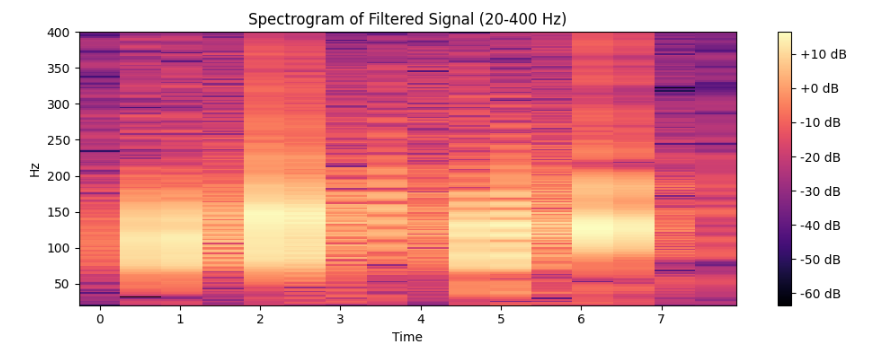 Spectrogram of Filtered Signal (20-400 Hz)
400
350
300
250
200
150
100
50
Hz
0 1 2 3 4 5 6 7
Time
+10 dB
+0 dB
-10 dB
-20 dB
-30 dB
-40 dB
-50 dB
-60 dB